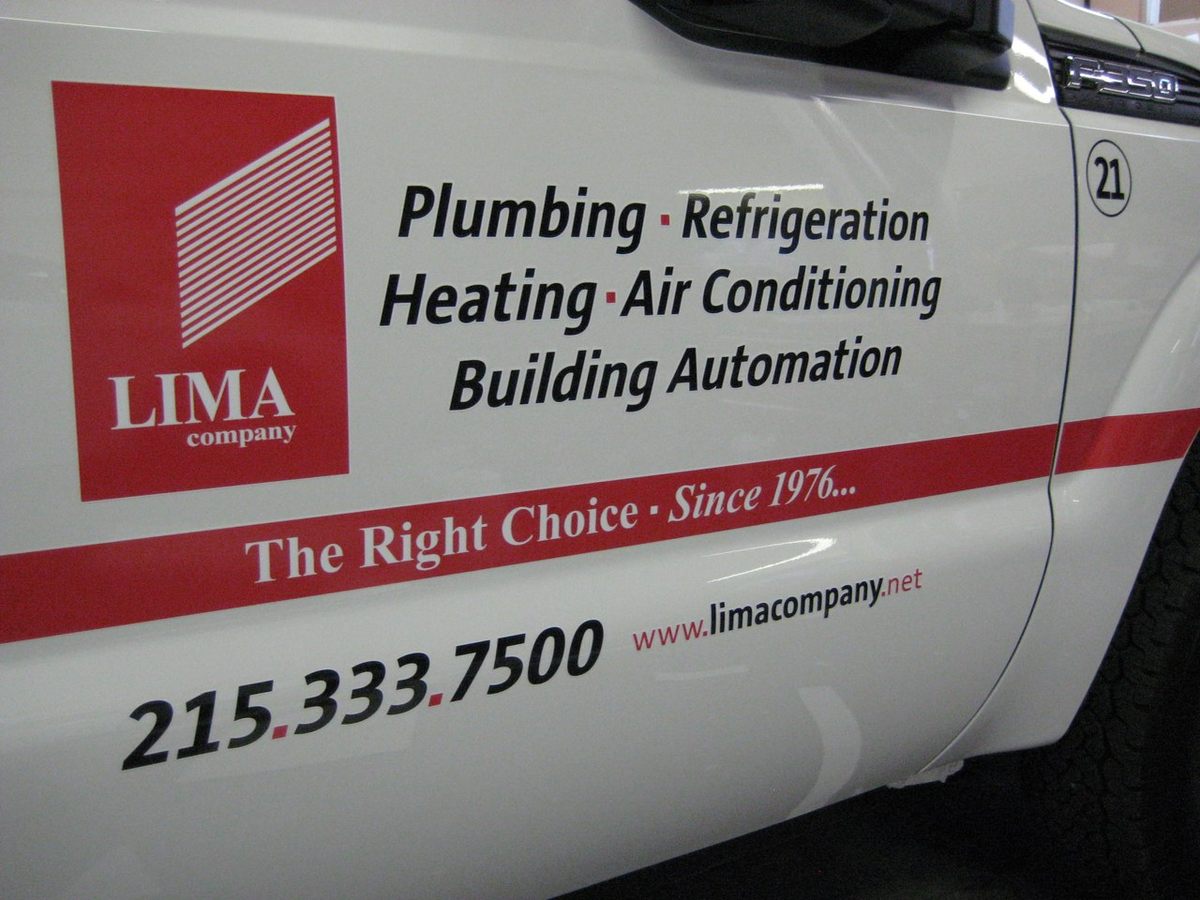 F-350
21
LIMA
company
Plumbing · Refrigeration
Heating · Air Conditioning
Building Automation
The Right Choice · Since 1976...
215.333.7500
www.limacompany.net